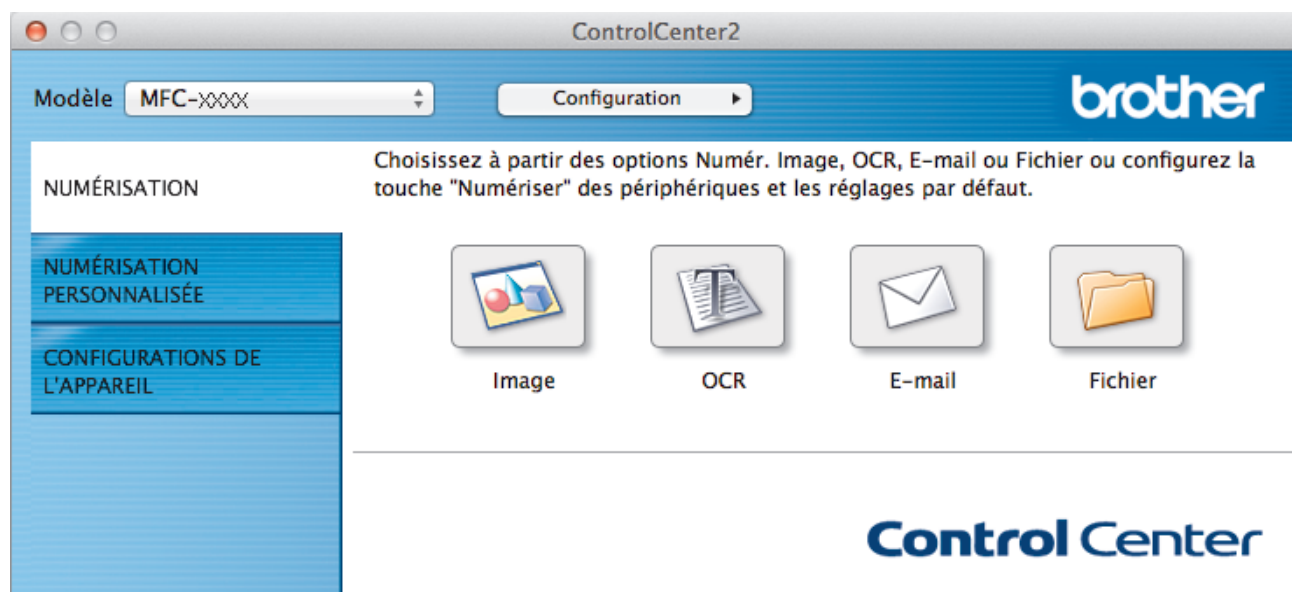 ControlCenter2
Modèle MFC-XXXX Configuration brother
NUMÉRISATION
Choisissez à partir des options Numér. Image, OCR, E-mail ou Fichier ou configurez la
touche "Numériser" des périphériques et les réglages par défaut.
NUMÉRISATION
PERSONNALISÉE
CONFIGURATIONS DE
L'APPAREIL
Image OCR E-mail Fichier
Control Center